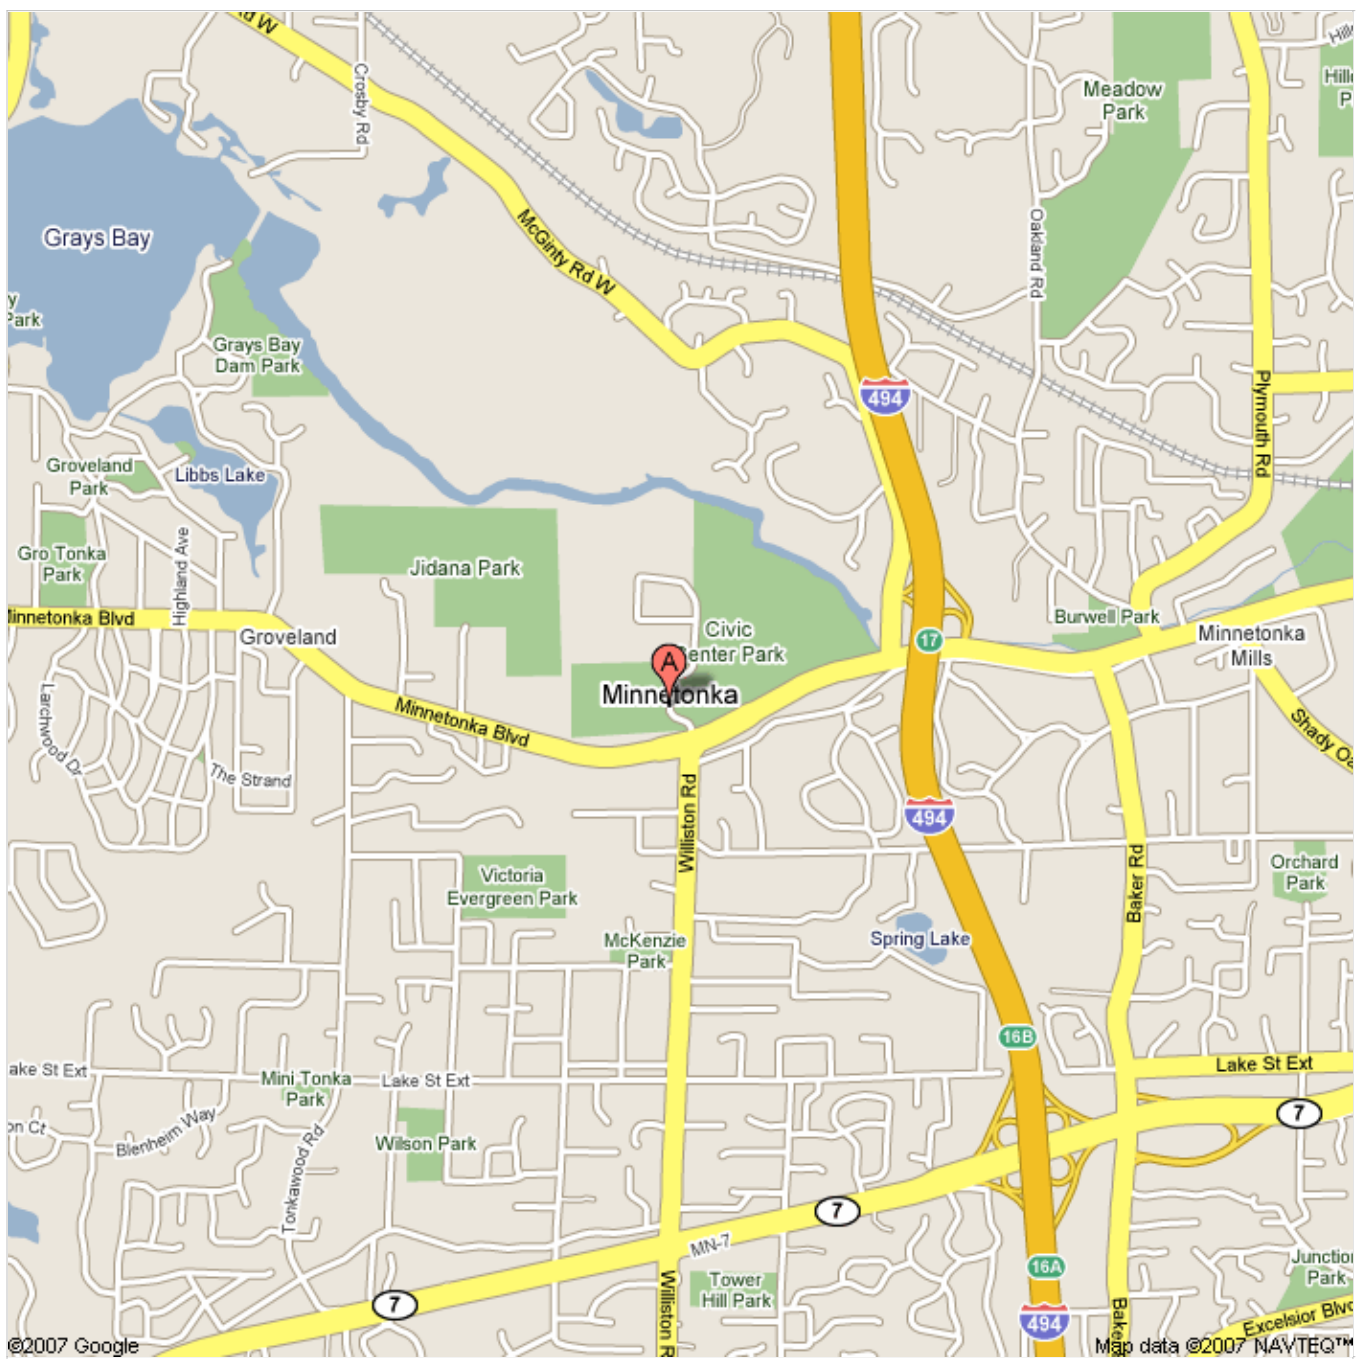 Rd W
Crosby Rd
Meadow
Park
Grays Bay
McGinty Rd W
Oakland Rd
Park
Grays Bay
Dam Park
494
Plymouth Rd
Groveland
Park
Libbs Lake
Highland Ave
Gro Tonka
Park
Jidana Park
Minnetonka Blvd
Groveland
Civic
Center Park
17
Burwell Park
Minnetonka
Mills
A
Minnetonka
Minnetonka Blvd
Larchwood Dr
The Strand
Shady Oa
Williston Rd
494
Baker Rd
Victoria
Evergreen Park
Orchard
Park
McKenzie
Park
Spring Lake
16B
ake St Ext
Mini Tonka
Park
Lake St Ext
Lake St Ext
7
on Ct
Blenheim Way
Wilson Park
Tonkawood Rd
7
MN-7
16A
Tower
Hill Park
Junction
Park
7
Williston R
494
Baker
Excelsior Blvd
©2007 Google
Map data ©2007 NAVTEQ™